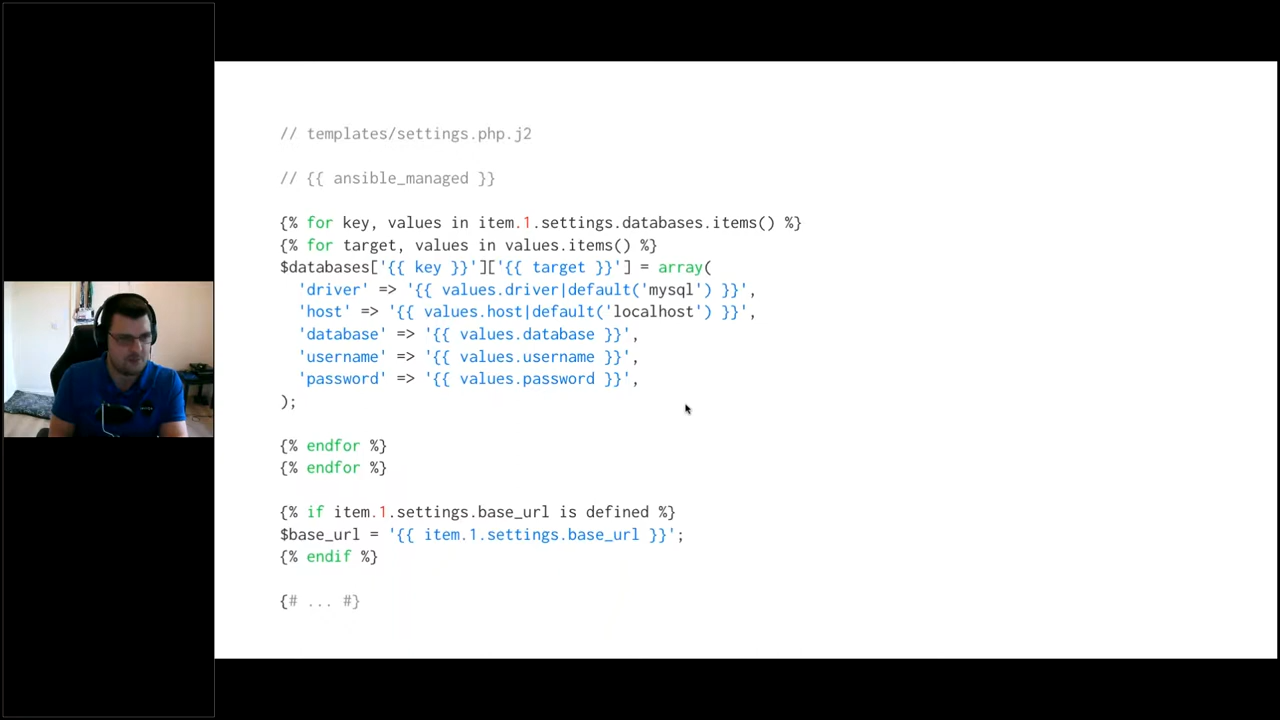 // templates/settings.php.j2
// {{ ansible_managed }}
{% for key, values in item.1.settings.databases.items() %}
{% for target, values in values.items() %}
$databases['{{ key }}']['{{ target }}'] = array(
'driver' => '{{ values.driver|default('mysql') }}',
'host' => '{{ values.host|default('localhost') }}',
'database' => '{{ values.database }}',
'username' => '{{ values.username }}',
'password' => '{{ values.password }}',
);
{% endfor %}
{% endfor %}
{% if item.1.settings.base_url is defined %}
$base_url = '{{ item.1.settings.base_url }}';
{% endif %}
{# ... #}